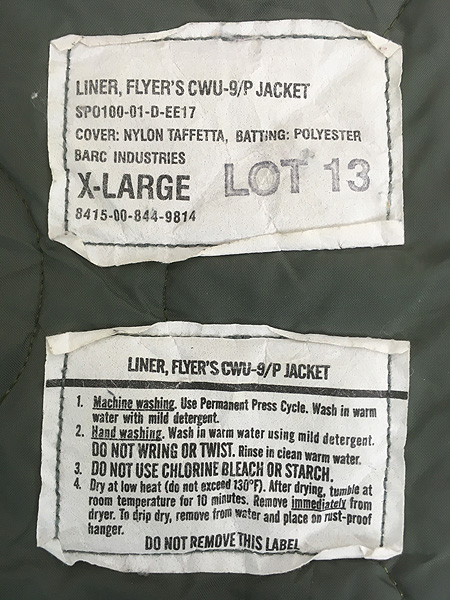 LINER, FLYER'S CWU-9/P JACKET
SPO100-01-D-EE17
COVER: NYLON TAFFETTA, BATTING: POLYESTER
BARC INDUSTRIES
X-LARGE LOT 13
8415-00-844-9814
LINER, FLYER'S CWU-9/P JACKET
1. Machine washing. Use Permanent Press Cycle. Wash in warm
water with mild detergent.
2. Hand washing. Wash in warm water using mild detergent.
DO NOT WRING OR TWIST. Rinse in clean warm water.
3. DO NOT USE CHLORINE BLEACH OR STARCH.
4. Dry at low heat (do not exceed 130°F). After drying, tumble at
room temperature for 10 minutes. Remove immediately from
dryer. To drip dry, remove from water and place on rust-proof
hanger.
DO NOT REMOVE THIS LABEL